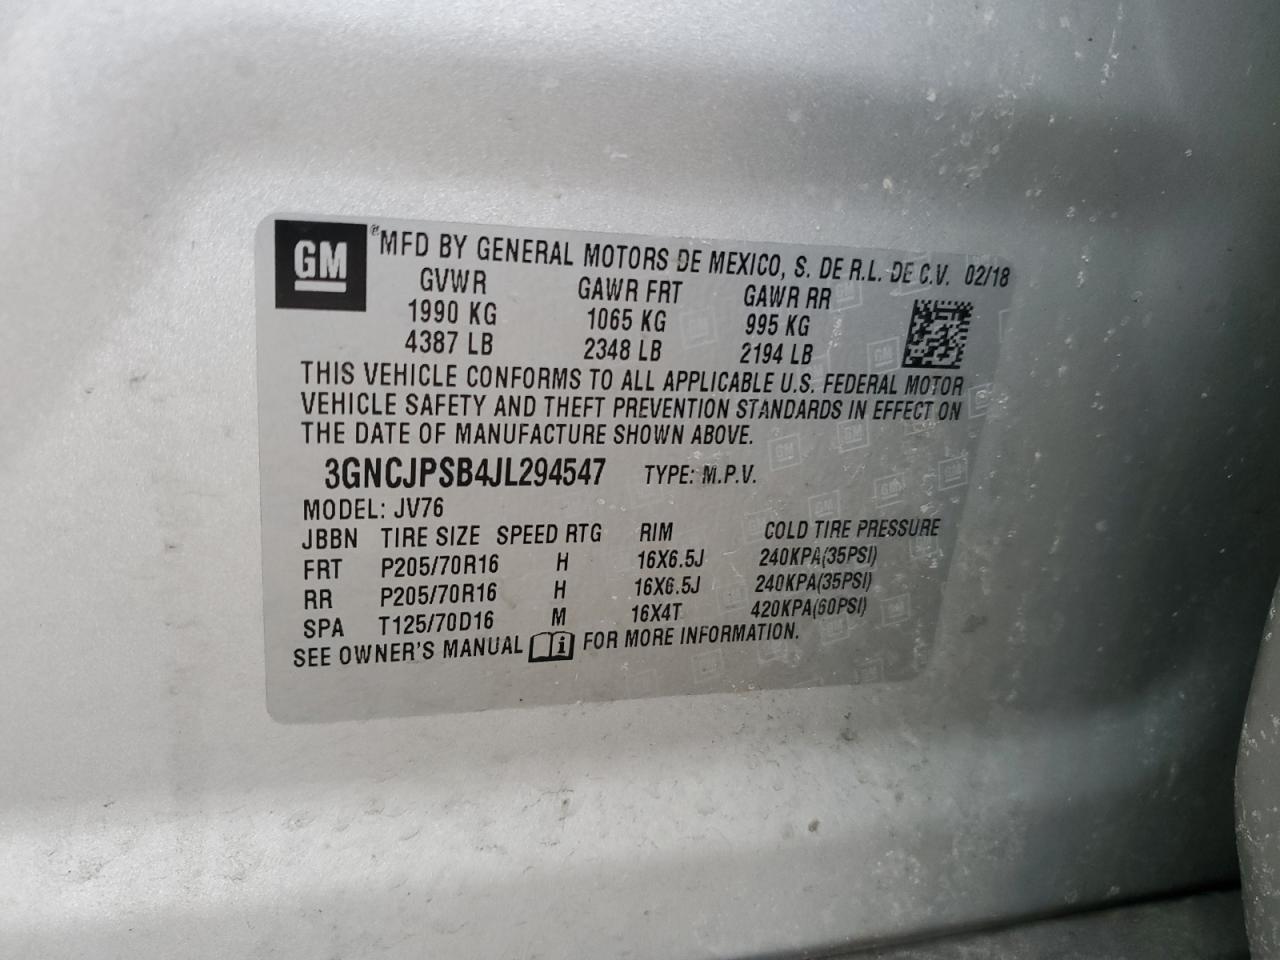 GM ® MFD BY GENERAL MOTORS DE MEXICO, S. DE R.L. DE C.V. 02/18
GVWR GAWR FRT GAWR RR
1990 KG 1065 KG 995 KG
4387 LB 2348 LB 2194 LB
THIS VEHICLE CONFORMS TO ALL APPLICABLE U.S. FEDERAL MOTOR
VEHICLE SAFETY AND THEFT PREVENTION STANDARDS IN EFFECT ON
THE DATE OF MANUFACTURE SHOWN ABOVE.
3GNCJPSB4JL294547 TYPE: M.P.V.
MODEL: JV76
JBBN TIRE SIZE SPEED RTG RIM COLD TIRE PRESSURE
FRT P205/70R16 H 16X6.5J 240KPA(35PSI)
RR P205/70R16 H 16X6.5J 240KPA(35PSI)
SPA T125/70D16 M 16X4T 420KPA(60PSI)
SEE OWNER'S MANUAL i FOR MORE INFORMATION.